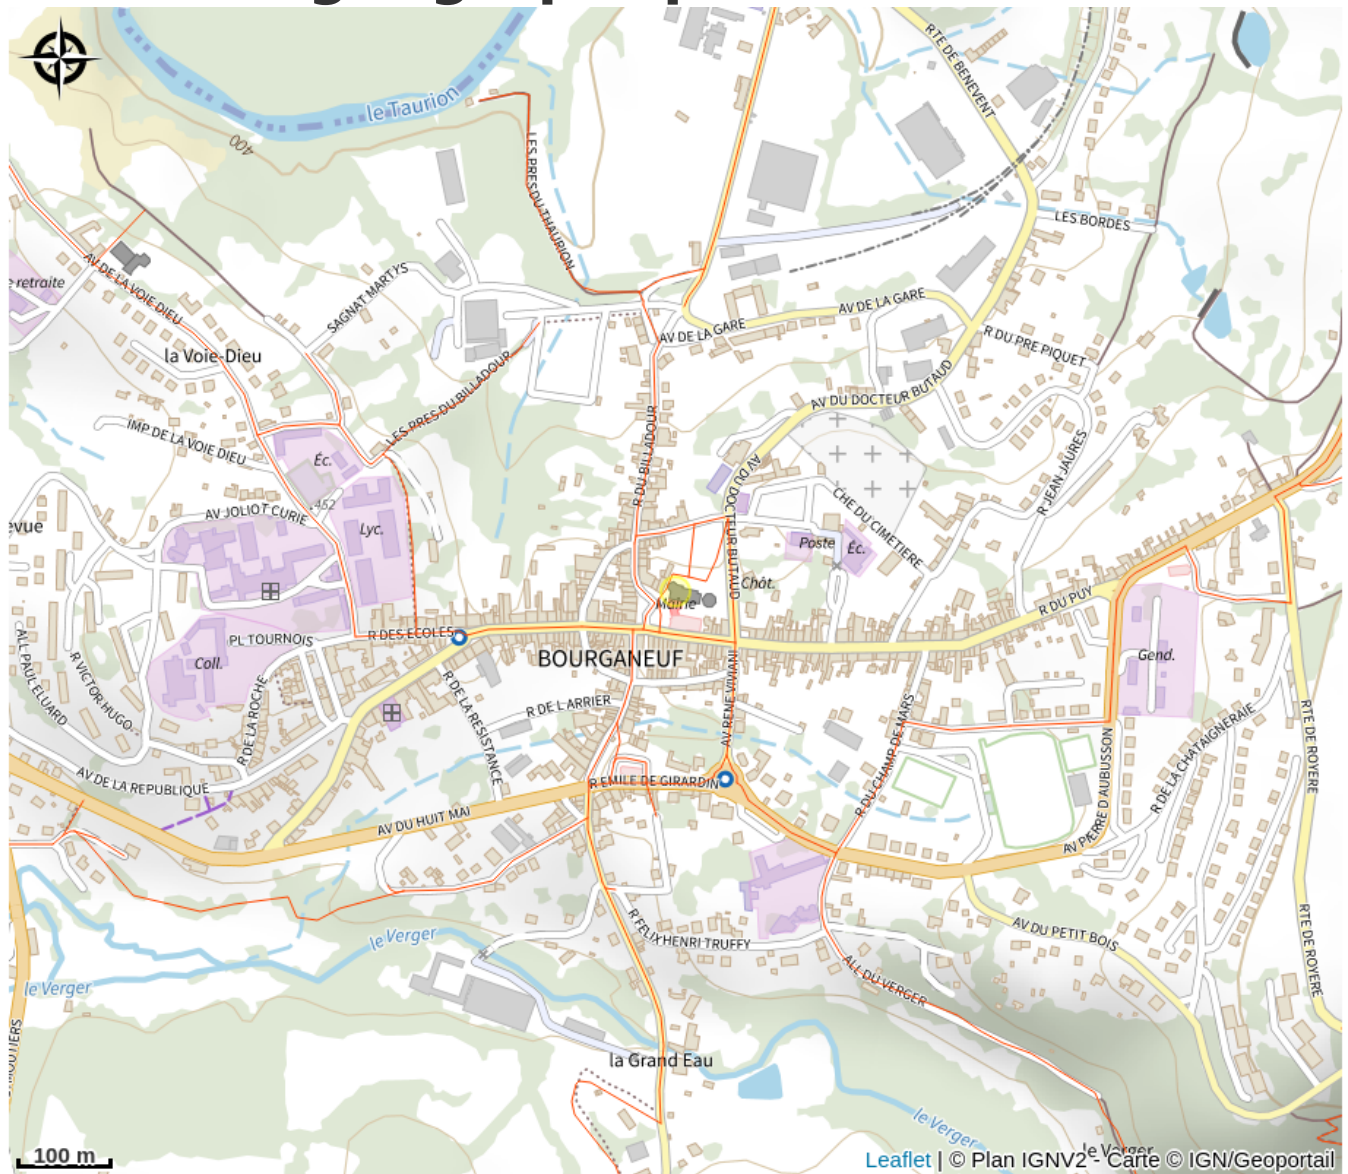 le Taurion
400
RTE DE BENEVENT
LES PRES DU THAURION
LES BORDES
AV DE LA VOIE DIEU
e retraite
SAGNAT MARTYS
AV DE LA GARE
AV DE LA GARE
R DU PRE PIQUET
la Voie-Dieu
LES PRES DU BILLADOUR
AV DU DOCTEUR BUTAUD
IMP DE LA VOIE DIEU
R DU BILLADOUR
Éc.
AV DU DOCTEUR BUTAUD
R JEAN JAURES
CHE DU CIMETIERE
452
AV JOLIOT CURIE
Lyc.
evue
Poste
Éc.
Chât.
Mairie
R DU PUY
R DES ECOLES
PL TOURNOIS
BOURGANEUF
Coll.
Gend.
ALL PAUL ELUARD
R VICTOR HUGO
R DE LA ROCHE
R DE LA RESISTANCE
R DE L ARRIER
AV RENE VIVIANI
R DU CHAMP DE MARS
R DE LA CHATAIGNERAIE
RTE DE ROYERE
AV DE LA REPUBLIQUE
R EMILE DE GIRARDIN
AV DU HUIT MAI
AV PIERRE D AUBUSSON
le Verger
R FELIX HENRI TRUFFY
AV DU PETIT BOIS
RTE DE ROYERE
le Verger
ALL DU VERGER
MOUTIERS
la Grand Eau
le Verger
le Verger
100 m
Leaflet | © Plan IGNV2 - Carte © IGN/Geoportail